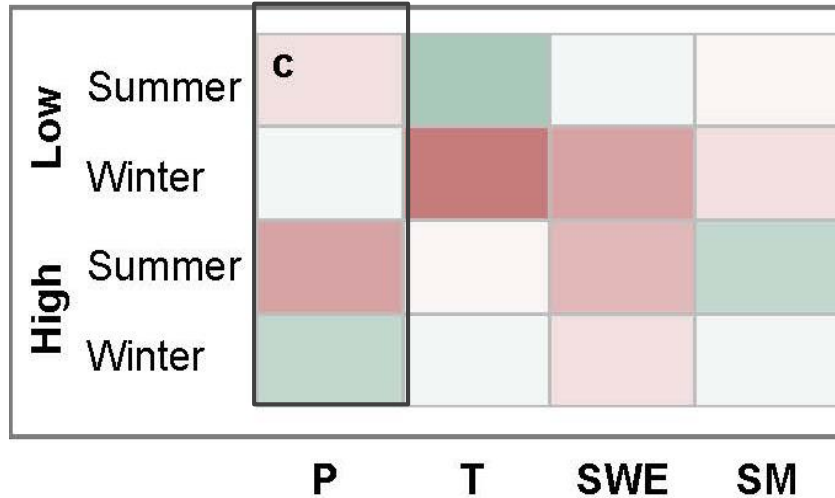 c
Low
Summer
Winter
High
Summer
Winter
P T SWE SM